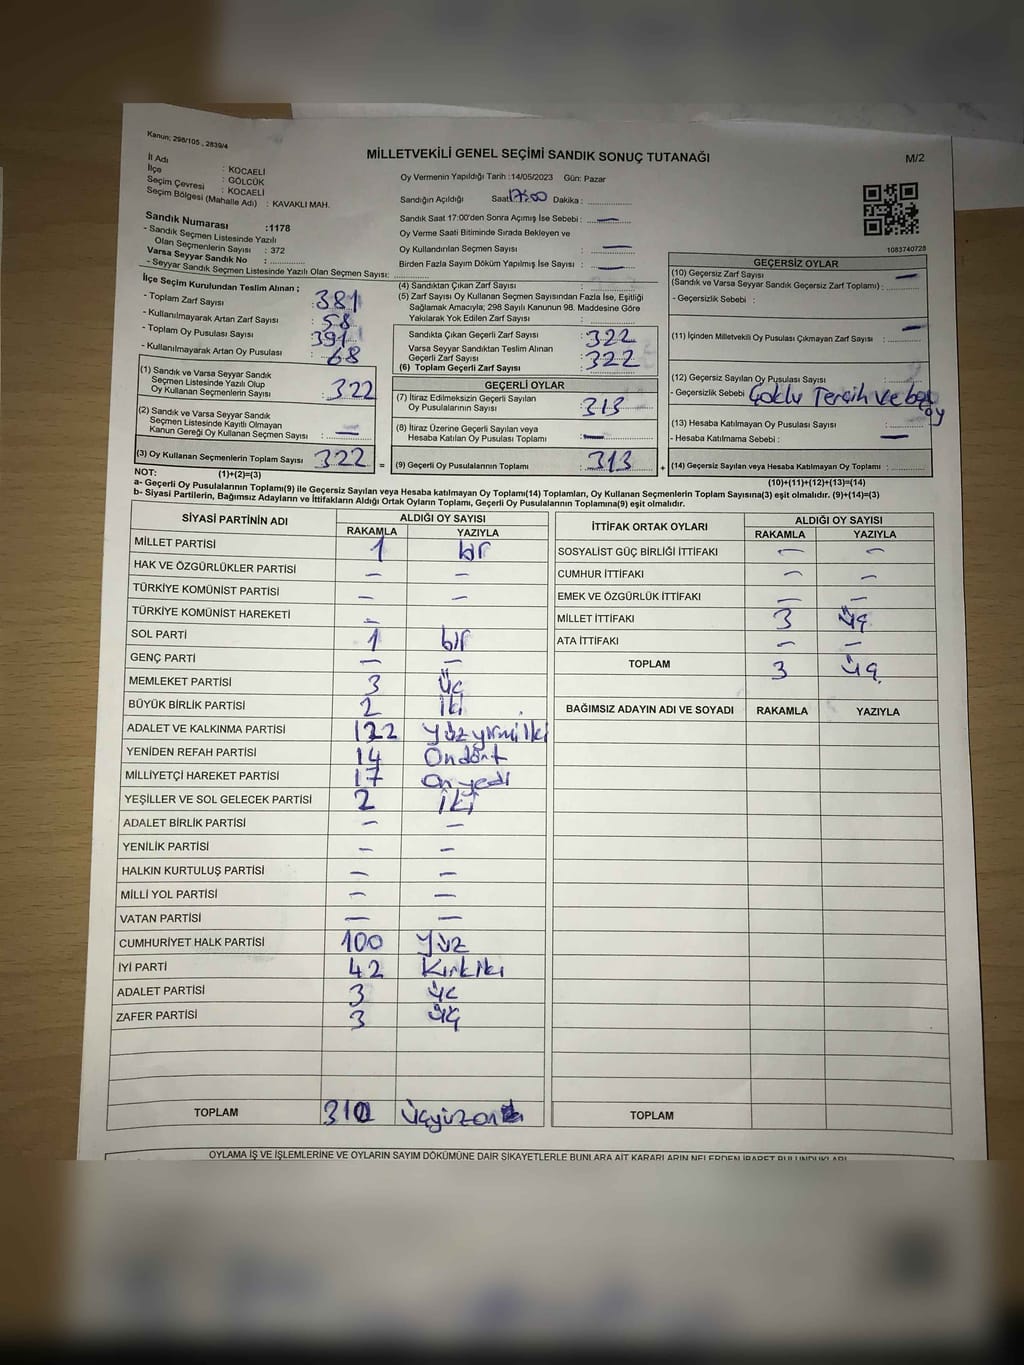 Kanun; 298/105 , 2839/4
MİLLETVEKİLİ GENEL SEÇİMİ SANDIK SONUÇ TUTANAĞI
M/2
İl Adı : KOCAELİ
İlçe : GÖLCÜK
Seçim Çevresi : KOCAELİ
Seçim Bölgesi (Mahalle Adı) : KAVAKLI MAH.
Oy Vermenin Yapıldığı Tarih :14/05/2023 Gün: Pazar
Sandığın Açıldığı Saat 17:00 Dakika :
Sandık Saat 17:00'den Sonra Açımış İse Sebebi : —
Oy Verme Saati Bitiminde Sırada Bekleyen ve
Oy Kullandırılan Seçmen Sayısı : —
Birden Fazla Sayım Döküm Yapılmış İse Sayısı : —
1083740728
Sandık Numarası :1178
- Sandık Seçmen Listesinde Yazılı
Olan Seçmenlerin Sayısı : 372
Varsa Seyyar Sandık No :
- Seyyar Sandık Seçmen Listesinde Yazılı Olan Seçmen Sayısı:
İlçe Seçim Kurulundan Teslim Alınan ;
- Toplam Zarf Sayısı : 381
- Kullanılmayarak Artan Zarf Sayısı : 58
- Toplam Oy Pusulası Sayısı : 391
- Kullanılmayarak Artan Oy Pusulası : 68
(1) Sandık ve Varsa Seyyar Sandık
Seçmen Listesinde Yazılı Olup
Oy Kullanan Seçmenlerin Sayısı : 322
(2) Sandık ve Varsa Seyyar Sandık
Seçmen Listesinde Kayıtlı Olmayan
Kanun Gereği Oy Kullanan Seçmen Sayısı : —
(3) Oy Kullanan Seçmenlerin Toplam Sayısı : 322 =
(4) Sandıktan Çıkan Zarf Sayısı :
(5) Zarf Sayısı Oy Kullanan Seçmen Sayısından Fazla İse, Eşitliği
Sağlamak Amacıyla; 298 Sayılı Kanunun 98. Maddesine Göre
Yakılarak Yok Edilen Zarf Sayısı :
Sandıkta Çıkan Geçerli Zarf Sayısı : 322
Varsa Seyyar Sandıktan Teslim Alınan
Geçerli Zarf Sayısı :
(6) Toplam Geçerli Zarf Sayısı : 322
GEÇERLİ OYLAR
(7) İtiraz Edilmeksizin Geçerli Sayılan
Oy Pusulalarının Sayısı : 313
(8) İtiraz Üzerine Geçerli Sayılan veya
Hesaba Katılan Oy Pusulası Toplamı : —
(9) Geçerli Oy Pusulalarının Toplamı : 313 +
GEÇERSİZ OYLAR
(10) Geçersiz Zarf Sayısı —
(Sandık ve Varsa Seyyar Sandık Geçersiz Zarf Toplamı) :
- Geçersizlik Sebebi :
(11) İçinden Milletvekili Oy Pusulası Çıkmayan Zarf Sayısı : —
(12) Geçersiz Sayılan Oy Pusulası Sayısı :
- Geçersizlik Sebebi Çoklu Tercih ve boş oy
(13) Hesaba Katılmayan Oy Pusulası Sayısı :
- Hesaba Katılmama Sebebi : —
(14) Geçersiz Sayılan veya Hesaba Katılmayan Oy Toplamı :
NOT: (1)+(2)=(3) (10)+(11)+(12)+(13)=(14)
a- Geçerli Oy Pusulalarının Toplamı(9) ile Geçersiz Sayılan veya Hesaba katılmayan Oy Toplamı(14) Toplamları, Oy Kullanan Seçmenlerin Toplam Sayısına(3) eşit olmalıdır. (9)+(14)=(3)
b- Siyasi Partilerin, Bağımsız Adayların ve İttifakların Aldığı Ortak Oyların Toplamı, Geçerli Oy Pusulalarının Toplamına(9) eşit olmalıdır.
SİYASİ PARTİNİN ADI ALDIĞI OY SAYISI
RAKAMLA YAZIYLA
MİLLET PARTİSİ 1 bir
HAK VE ÖZGÜRLÜKLER PARTİSİ — —
TÜRKİYE KOMÜNİST PARTİSİ — —
TÜRKİYE KOMÜNİST HAREKETİ —
SOL PARTİ 1 bir
GENÇ PARTİ — —
MEMLEKET PARTİSİ 3 üç
BÜYÜK BİRLİK PARTİSİ 2 iki
ADALET VE KALKINMA PARTİSİ 122 yüzyirmiiki
YENİDEN REFAH PARTİSİ 14 Ondört
MİLLİYETÇİ HAREKET PARTİSİ 17 Onyedi
YEŞİLLER VE SOL GELECEK PARTİSİ 2 iki
ADALET BİRLİK PARTİSİ — —
YENİLİK PARTİSİ — —
HALKIN KURTULUŞ PARTİSİ — —
MİLLİ YOL PARTİSİ — —
VATAN PARTİSİ — —
CUMHURİYET HALK PARTİSİ 100 yüz
İYİ PARTİ 42 Kırkiki
ADALET PARTİSİ 3 üç
ZAFER PARTİSİ 3 üç
TOPLAM 310 üçyüzon
İTTİFAK ORTAK OYLARI ALDIĞI OY SAYISI
RAKAMLA YAZIYLA
SOSYALİST GÜÇ BİRLİĞİ İTTİFAKI — —
CUMHUR İTTİFAKI — —
EMEK VE ÖZGÜRLÜK İTTİFAKI — —
MİLLET İTTİFAKI 3 üç
ATA İTTİFAKI — —
TOPLAM 3 üç
BAĞIMSIZ ADAYIN ADI VE SOYADI RAKAMLA YAZIYLA
TOPLAM
OYLAMA İŞ VE İŞLEMLERİNE VE OYLARIN SAYIM DÖKÜMÜNE DAİR ŞİKAYETLERLE BUNLARA AİT KARARLARIN NELERDEN İBARET BULUNDUKLARI